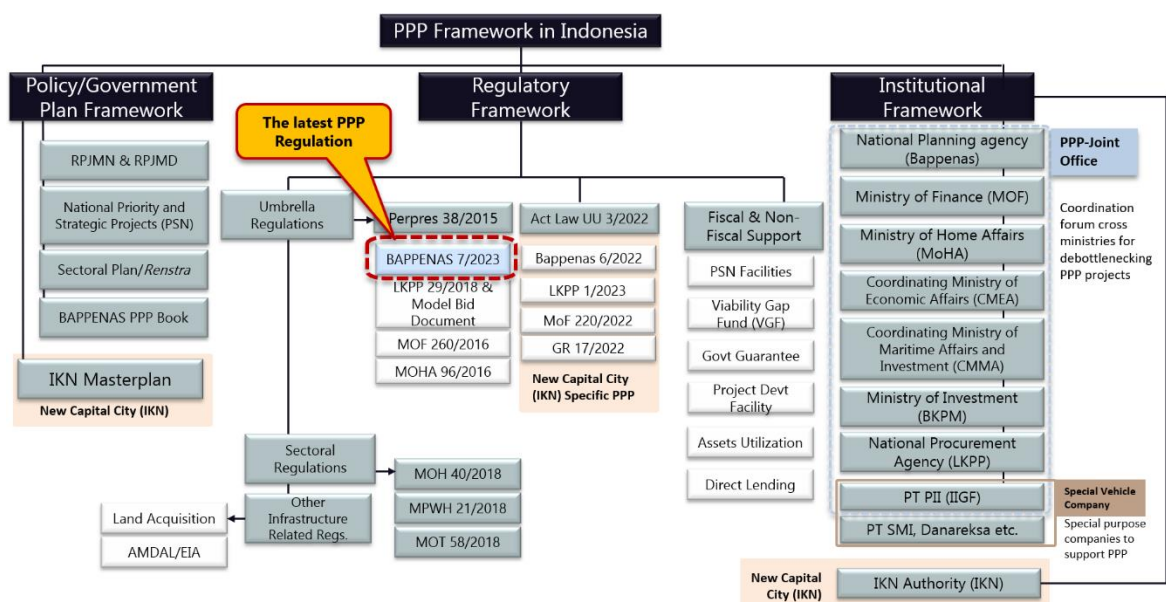 PPP Framework in Indonesia
Policy/Government
Plan Framework
RPJMN & RPJMD
National Priority and
Strategic Projects (PSN)
Sectoral Plan/Renstra
BAPPENAS PPP Book
IKN Masterplan
New Capital City (IKN)
Regulatory
Framework
The latest PPP
Regulation
Umbrella
Regulations
Perpres 38/2015
BAPPENAS 7/2023
LKPP 29/2018 &
Model Bid
Document
MOF 260/2016
MOHA 96/2016
Act Law UU 3/2022
Bappenas 6/2022
LKPP 1/2023
MoF 220/2022
GR 17/2022
New Capital City
(IKN) Specific PPP
Sectoral
Regulations
MOH 40/2018
MPWH 21/2018
MOT 58/2018
Other
Infrastructure
Related Regs.
Land Acquisition
AMDAL/EIA
Fiscal & Non-
Fiscal Support
PSN Facilities
Viability Gap
Fund (VGF)
Govt Guarantee
Project Devt
Facility
Assets Utilization
Direct Lending
Institutional
Framework
National Planning agency
(Bappenas)
Ministry of Finance (MOF)
Ministry of Home Affairs
(MoHA)
Coordinating Ministry of
Economic Affairs (CMEA)
Coordinating Ministry of
Maritime Affairs and
Investment (CMMA)
Ministry of Investment
(BKPM)
National Procurement
Agency (LKPP)
PT PII (IIGF)
PT SMI, Danareksa etc.
PPP-Joint
Office
Coordination
forum cross
ministries for
debottlenecking
PPP projects
Special Vehicle
Company
Special purpose
companies to
support PPP
New Capital
City (IKN)
IKN Authority (IKN)